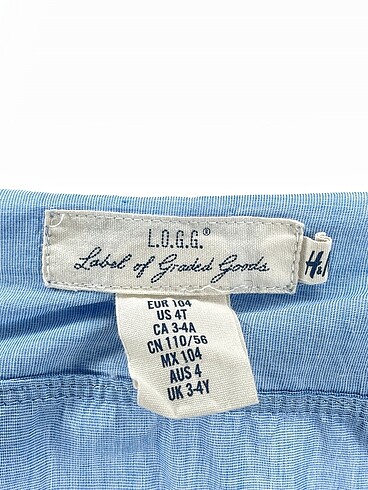 L.O.G.G.®
Label of Graded Goods
H&
EUR 104
US 4T
CA 3-4A
CN 110/56
MX 104
AUS 4
UK 3-4Y